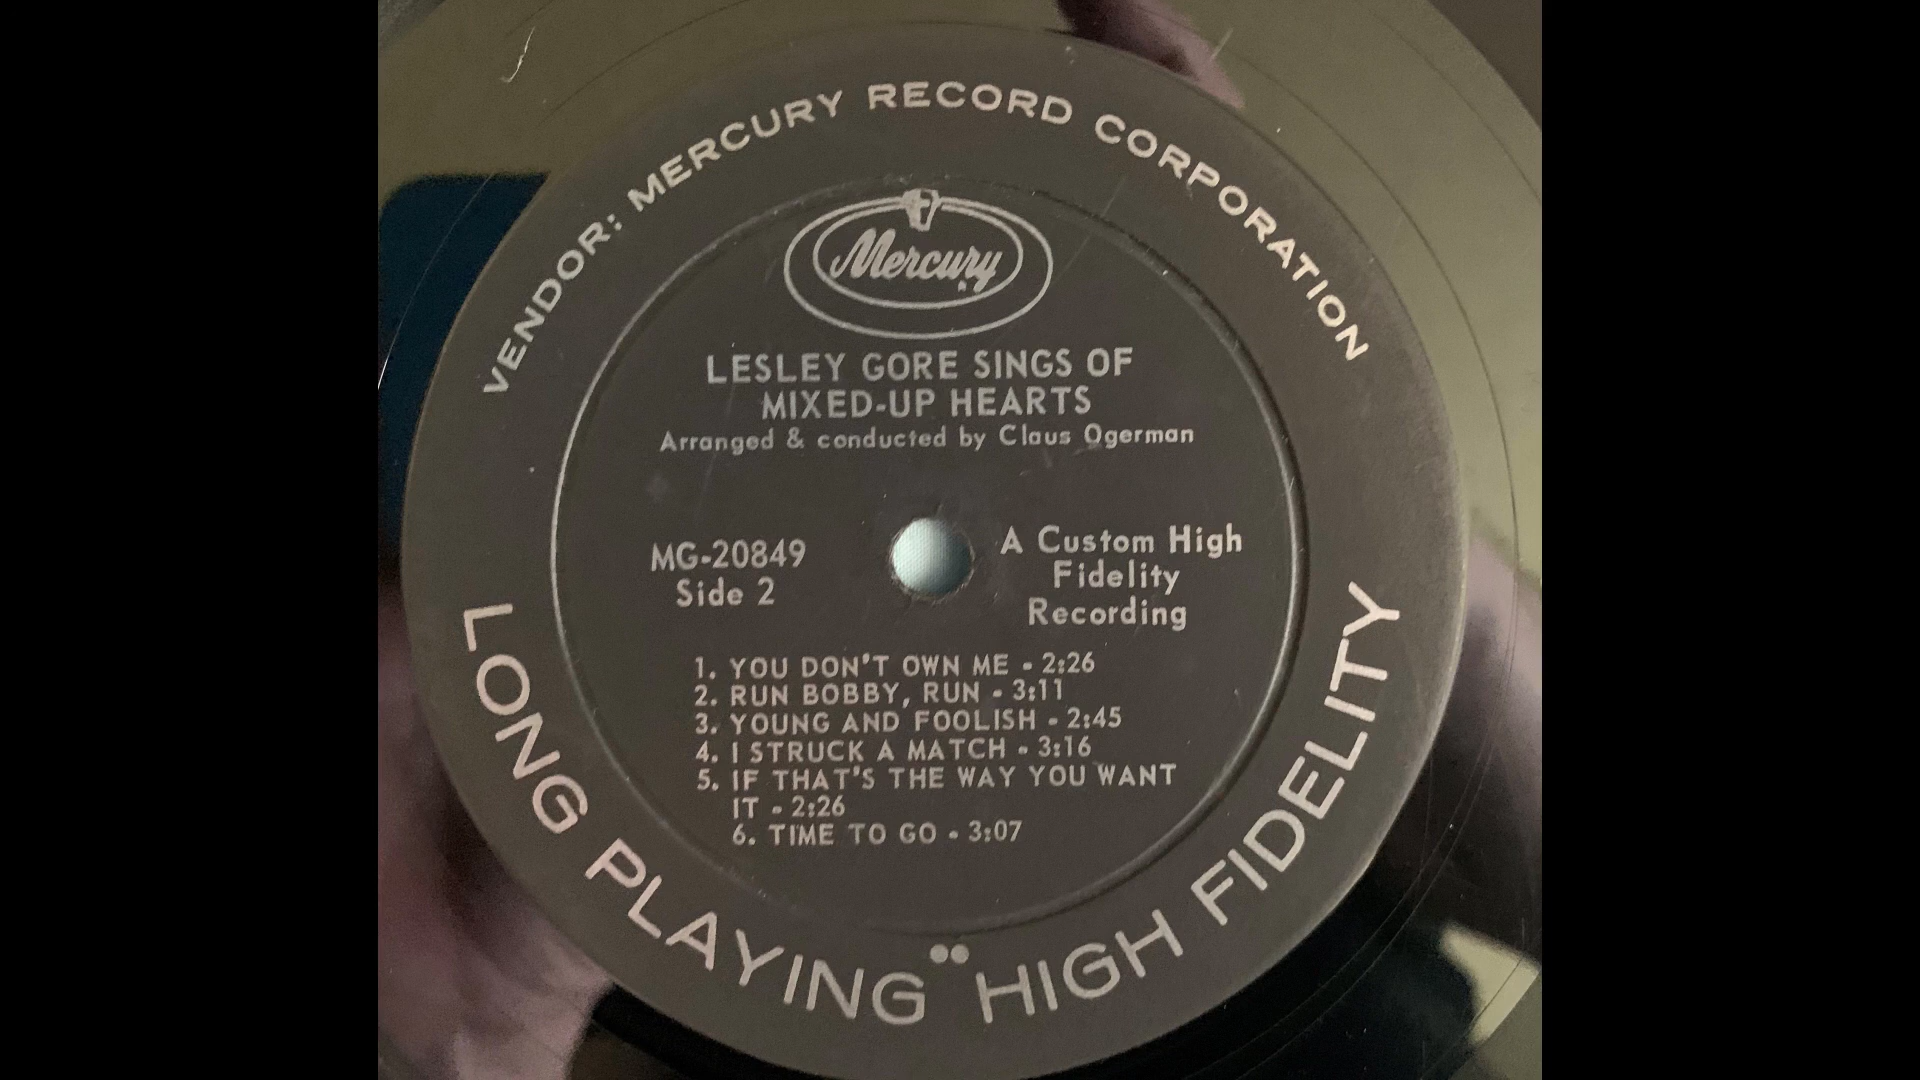 VENDOR: MERCURY RECORD CORPORATION
Mercury
LESLEY GORE SINGS OF
MIXED-UP HEARTS
Arranged & conducted by Claus Ogerman
MG-20849
Side 2
A Custom High
Fidelity
Recording
1. YOU DON'T OWN ME - 2:26
2. RUN BOBBY, RUN - 3:11
3. YOUNG AND FOOLISH - 2:45
4. I STRUCK A MATCH - 3:16
5. IF THAT'S THE WAY YOU WANT
IT - 2:26
6. TIME TO GO - 3:07
LONG PLAYING HIGH FIDELITY